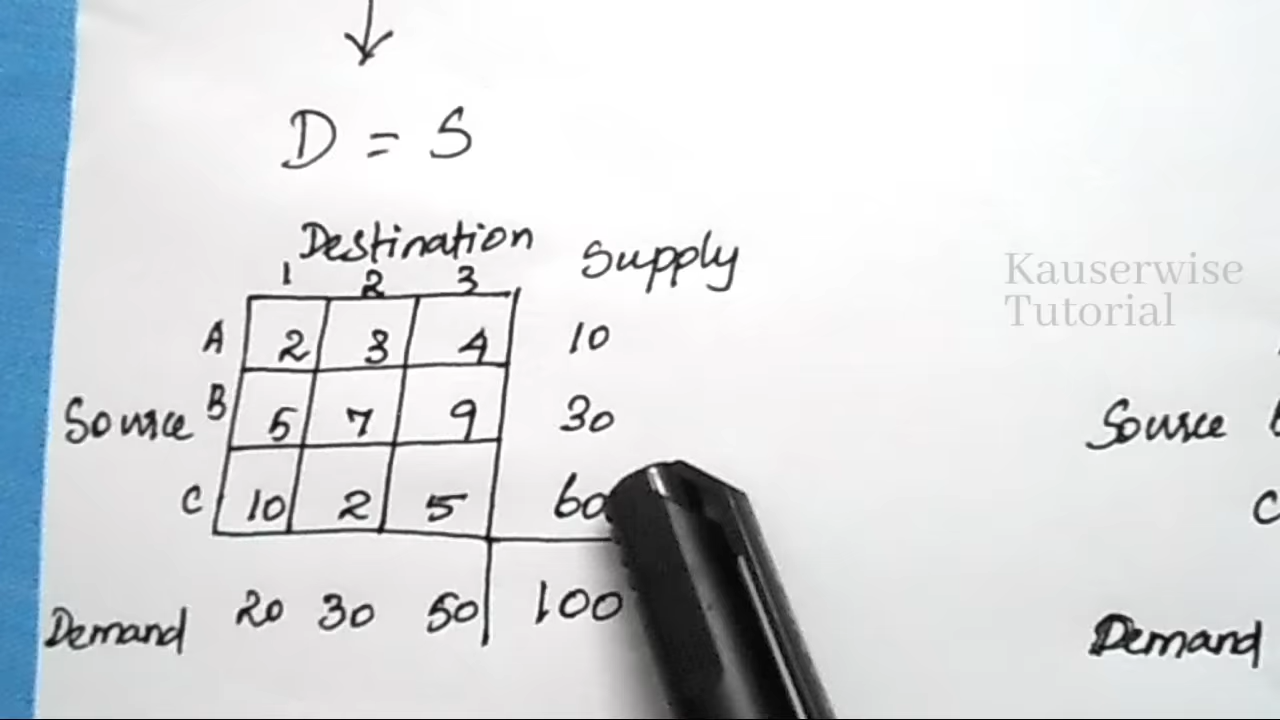 D = S
Destination Supply
1 2 3
A 2 3 4 10
Source B 5 7 9 30
C 10 2 5 60
Demand 20 30 50 100
Kauserwise
Tutorial
Source
C
Demand